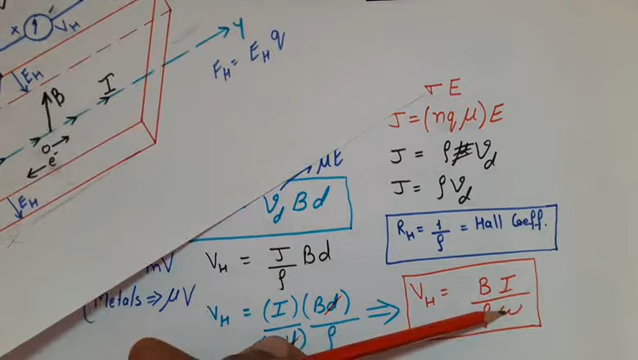 X V_H
E_H
B
I
Y
F_H = E_H q
e^-
E_H
σ E
J = (nqμ) E
J = ρ V_d
J = ρ V_d
R_H = 1/ρ = Hall Coeff.
μE
V_d B d
mV
V_H = J/ρ B d
(Metals ⇒ μV
V_H = (I)(Bd) / ρ ⇒
V_H = B I / ρ w